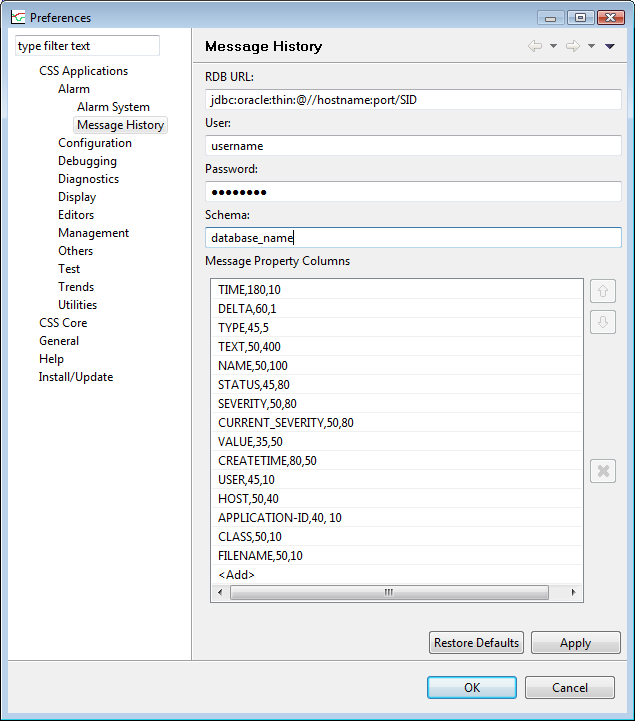 Preferences
type filter text
CSS Applications
Alarm
Alarm System
Message History
Configuration
Debugging
Diagnostics
Display
Editors
Management
Others
Test
Trends
Utilities
CSS Core
General
Help
Install/Update
Message History
RDB URL:
jdbc:oracle:thin:@//hostname:port/SID
User:
username
Password:
●●●●●●●●
Schema:
database_name
Message Property Columns
TIME,180,10
DELTA,60,1
TYPE,45,5
TEXT,50,400
NAME,50,100
STATUS,45,80
SEVERITY,50,80
CURRENT_SEVERITY,50,80
VALUE,35,50
CREATETIME,80,50
USER,45,10
HOST,50,40
APPLICATION-ID,40, 10
CLASS,50,10
FILENAME,50,10
<Add>
Restore Defaults
Apply
OK
Cancel